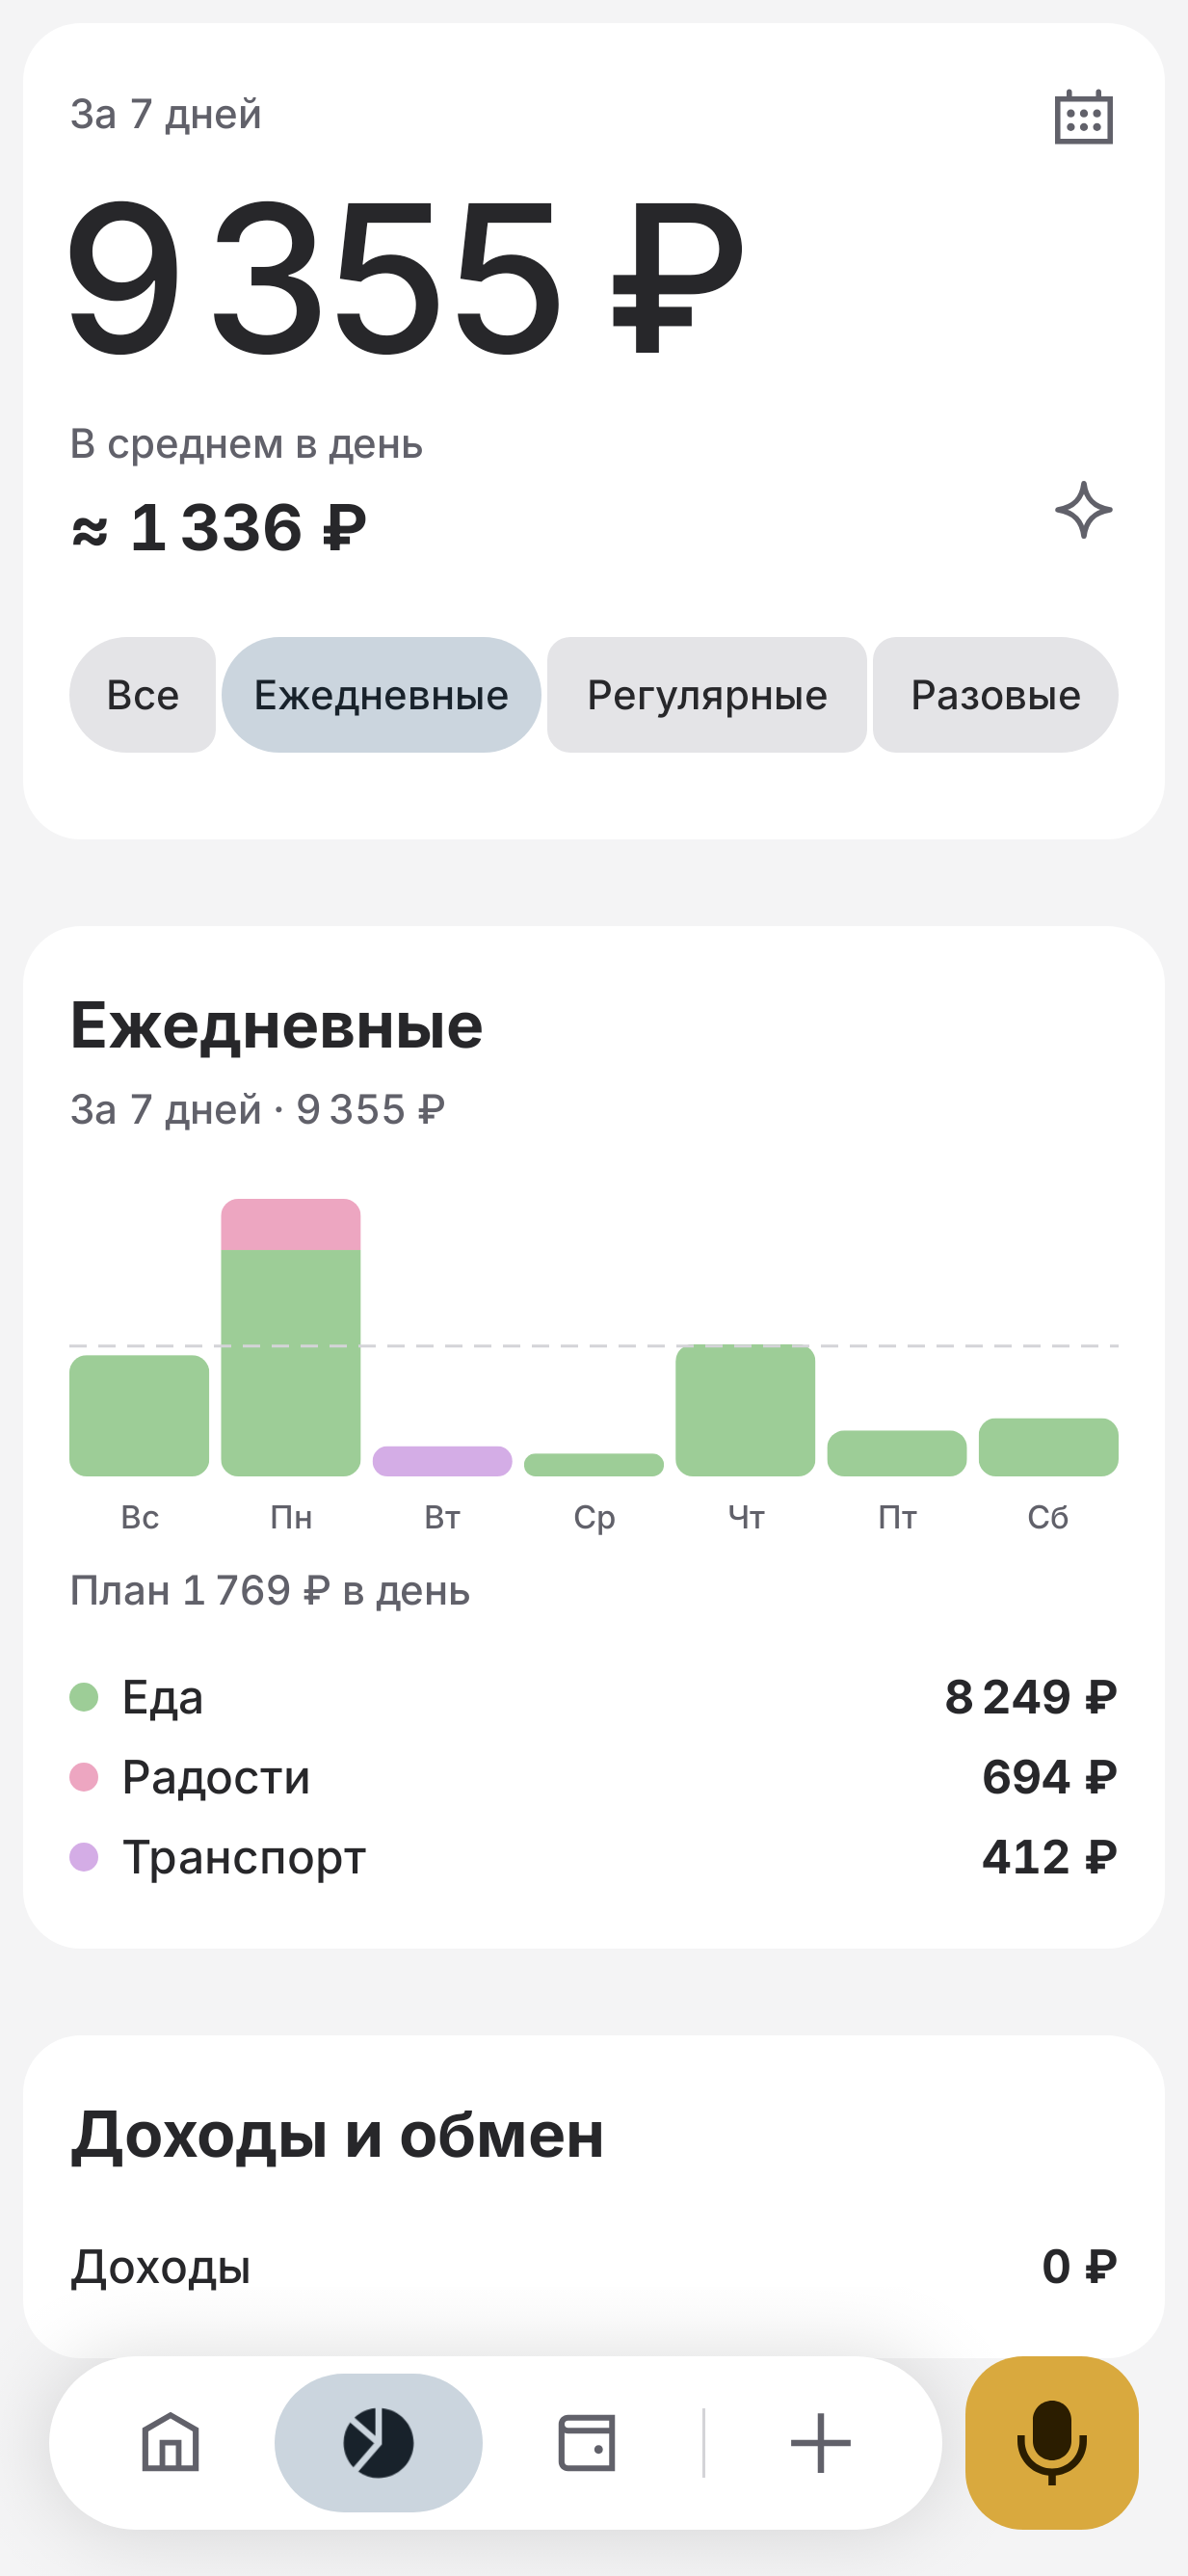 За 7 дней
9 355 ₽
В среднем в день
≈ 1 336 ₽
Все Ежедневные Регулярные Разовые
Ежедневные
За 7 дней · 9 355 ₽
Вс Пн Вт Ср Чт Пт Сб
План 1 769 ₽ в день
Еда 8 249 ₽
Радости 694 ₽
Транспорт 412 ₽
Доходы и обмен
Доходы 0 ₽